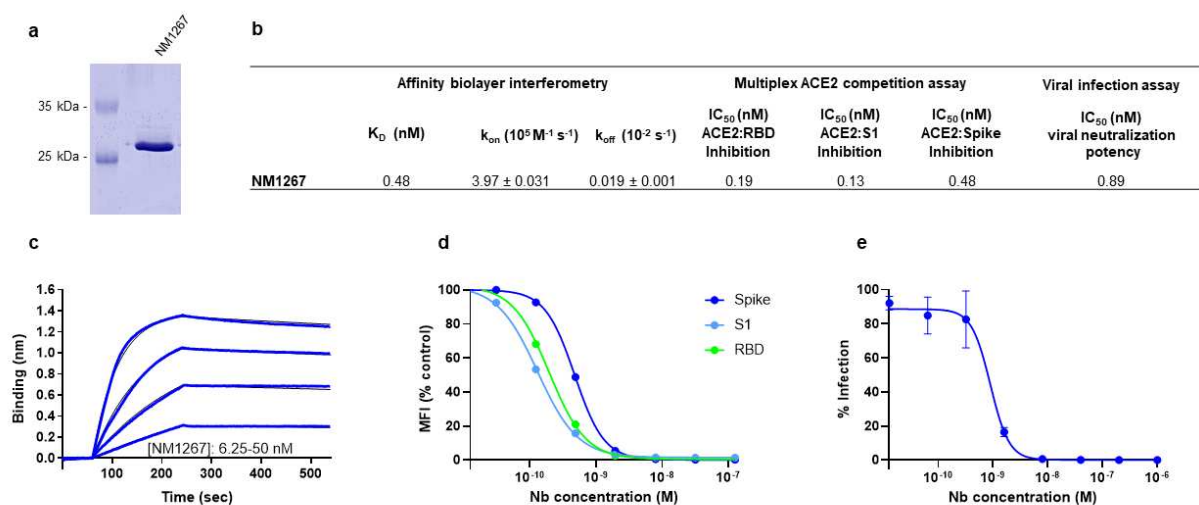 a
NM1267
35 kDa -
25 kDa -
b
Affinity biolayer interferometry Multiplex ACE2 competition assay Viral infection assay
K_D (nM) k_on (10^5 M^-1 s^-1) k_off (10^-2 s^-1) IC50 (nM) ACE2:RBD Inhibition IC50 (nM) ACE2:S1 Inhibition IC50 (nM) ACE2:Spike Inhibition IC50 (nM) viral neutralization potency
NM1267 0.48 3.97 ± 0.031 0.019 ± 0.001 0.19 0.13 0.48 0.89
c
1.6
1.4
1.2
1.0
0.8
0.6
0.4
0.2
0.0
Binding (nm)
[NM1267]: 6.25-50 nM
100 200 300 400 500
Time (sec)
d
100
80
60
40
20
0
MFI (% control)
Spike
S1
RBD
10^-10 10^-9 10^-8 10^-7
Nb concentration (M)
e
100
80
60
40
20
0
% Infection
10^-10 10^-9 10^-8 10^-7 10^-6
Nb concentration (M)